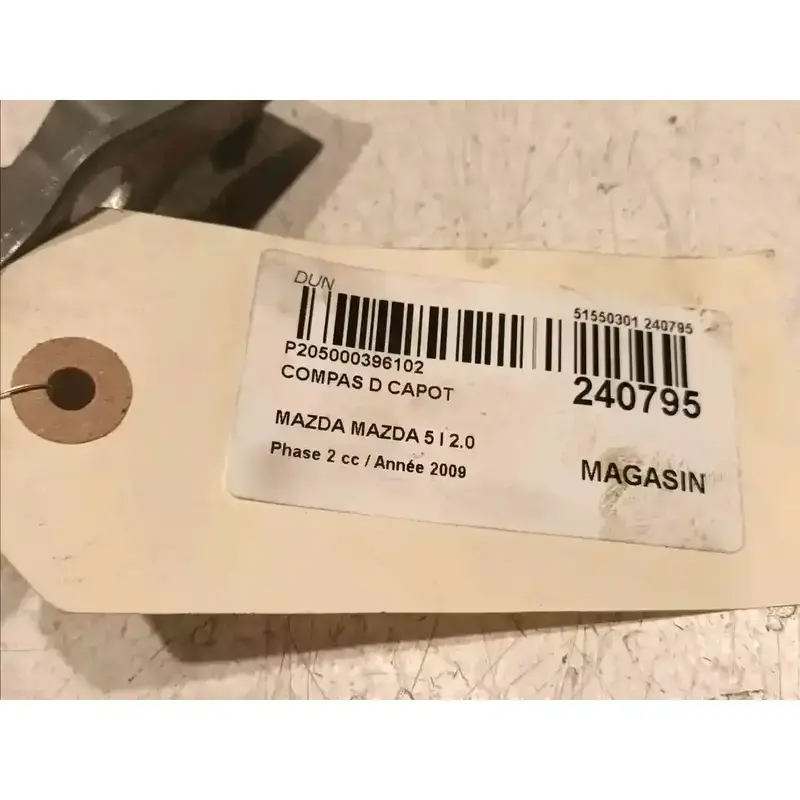 DUN
51550301 240795
P205000396102
240795
COMPAS D CAPOT
MAZDA MAZDA 5 I 2.0
Phase 2 cc / Année 2009
MAGASIN